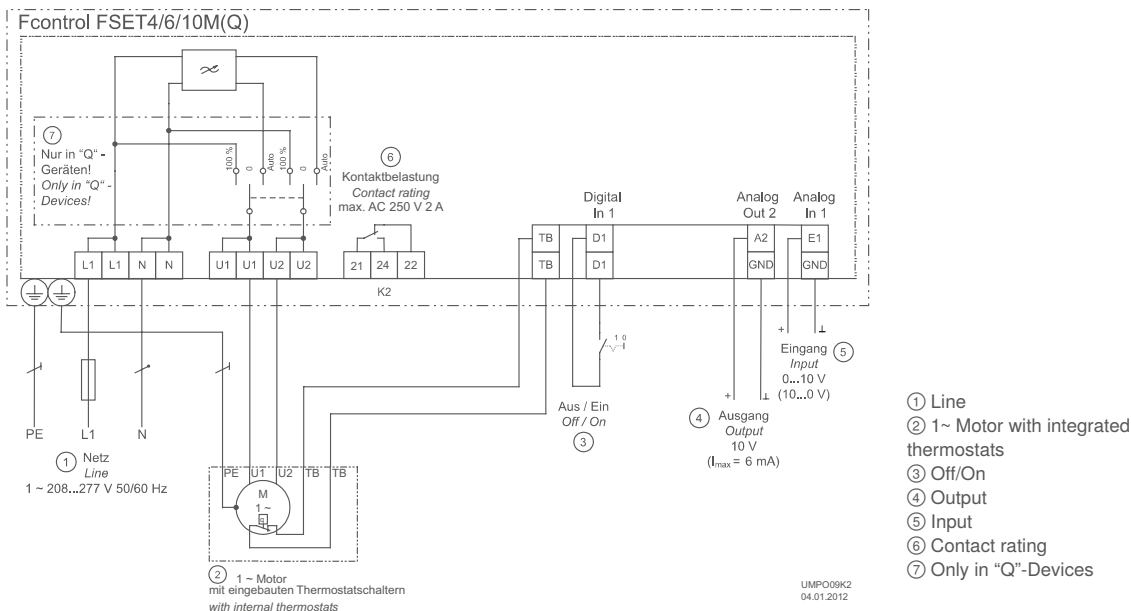 Fcontrol FSET4/6/10M(Q)
7
Nur in "Q" -
Geräten!
Only in "Q" -
Devices!
100 %
0
Auto
100 %
0
Auto
6
Kontaktbelastung
Contact rating
max. AC 250 V 2 A
Digital
In 1
Analog
Out 2
Analog
In 1
L1 L1 N N
U1 U1 U2 U2
21 24 22
K2
TB D1 A2 E1
TB D1 GND GND
PE L1 N
1 Netz
Line
1 ~ 208...277 V 50/60 Hz
1 0
Aus / Ein
Off / On
3
+ ⊥
4 Ausgang
Output
10 V
(Imax = 6 mA)
+ ⊥
Eingang 5
Input
0...10 V
(10...0 V)
PE U1 U2 TB TB
M
1 ~
2 1 ~ Motor
mit eingebauten Thermostatschaltern
with internal thermostats
UMPO09K2
04.01.2012
① Line
② 1~ Motor with integrated
thermostats
③ Off/On
④ Output
⑤ Input
⑥ Contact rating
⑦ Only in "Q"-Devices